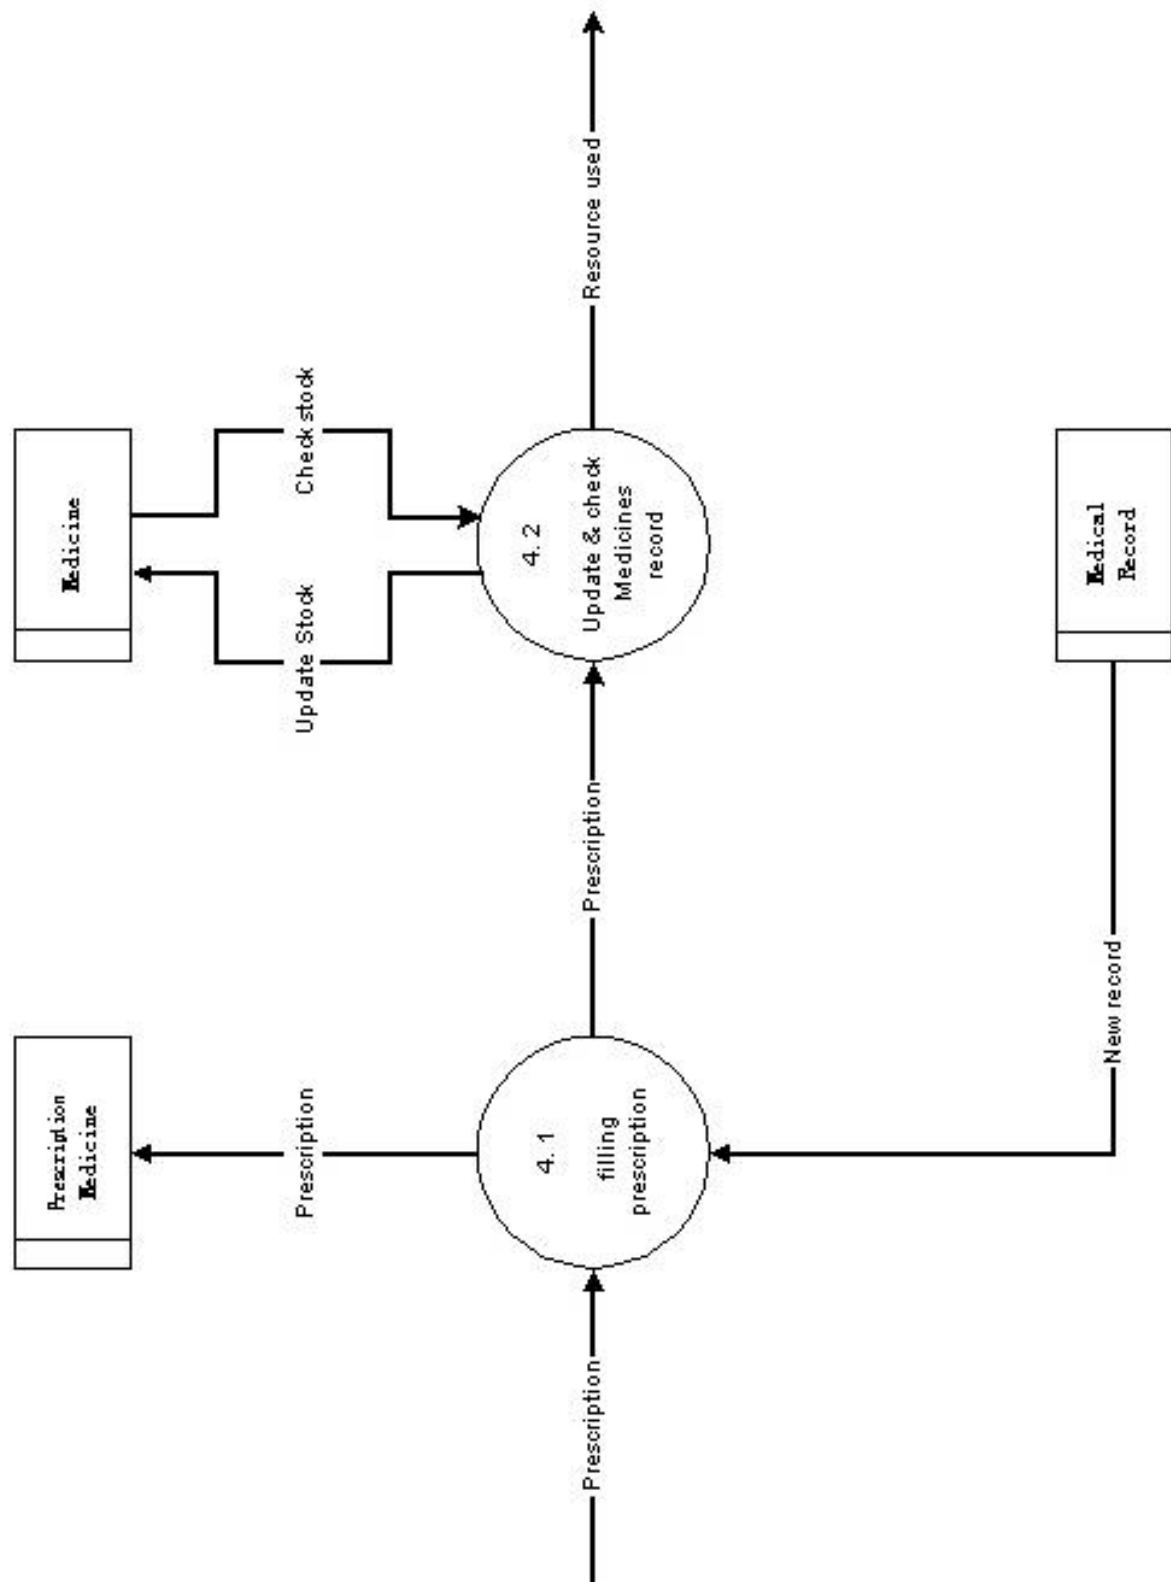 Prescription
Medicine
Medicine
Prescription
Update Stock
Check stock
Prescription
4.1
filling
prescription
Prescription
4.2
Update & check
Medicines
record
Resource used
New record
Medical
Record